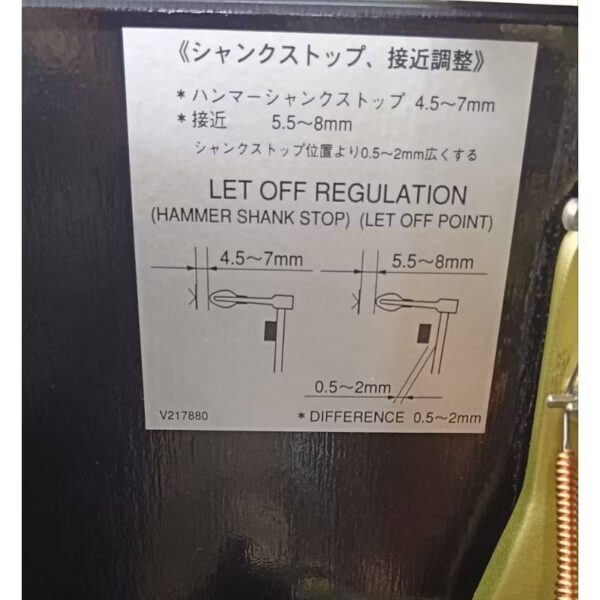 《シャンクストップ、接近調整》
* ハンマーシャンクストップ 4.5～7mm
* 接近 5.5～8mm
シャンクストップ位置より0.5～2mm広くする
LET OFF REGULATION
(HAMMER SHANK STOP) (LET OFF POINT)
4.5～7mm 5.5～8mm
0.5～2mm
V217880 * DIFFERENCE 0.5～2mm